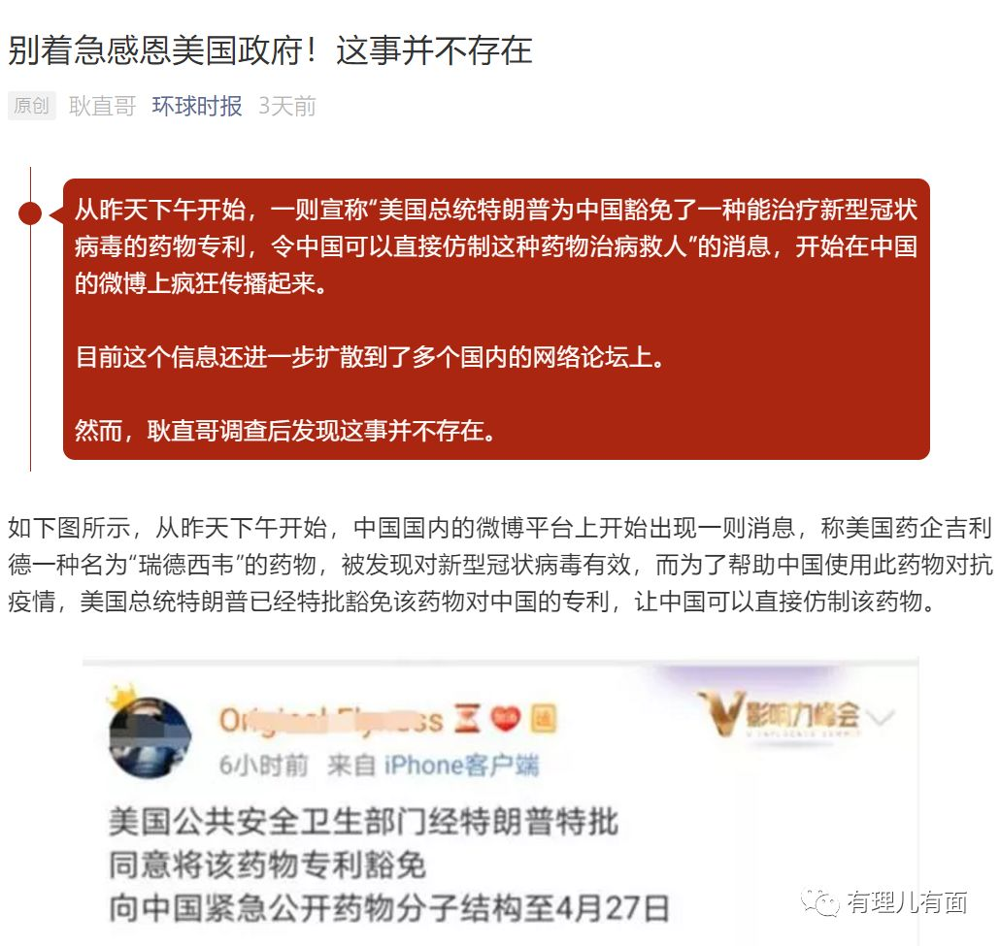 别着急感恩美国政府！这事并不存在
原创 耿直哥 环球时报 3天前
从昨天下午开始，一则宣称“美国总统特朗普为中国豁免了一种能治疗新型冠状
病毒的药物专利，令中国可以直接仿制这种药物治病救人”的消息，开始在中国
的微博上疯狂传播起来。
目前这个信息还进一步扩散到了多个国内的网络论坛上。
然而，耿直哥调查后发现这事并不存在。
如下图所示，从昨天下午开始，中国国内的微博平台上开始出现一则消息，称美国药企吉利
德一种名为“瑞德西韦”的药物，被发现对新型冠状病毒有效，而为了帮助中国使用此药物对抗
疫情，美国总统特朗普已经特批豁免该药物对中国的专利，让中国可以直接仿制该药物。
V影响力峰会
6小时前 来自 iPhone客户端
美国公共安全卫生部门经特朗普特批
同意将该药物专利豁免
向中国紧急公开药物分子结构至4月27日
有理儿有面